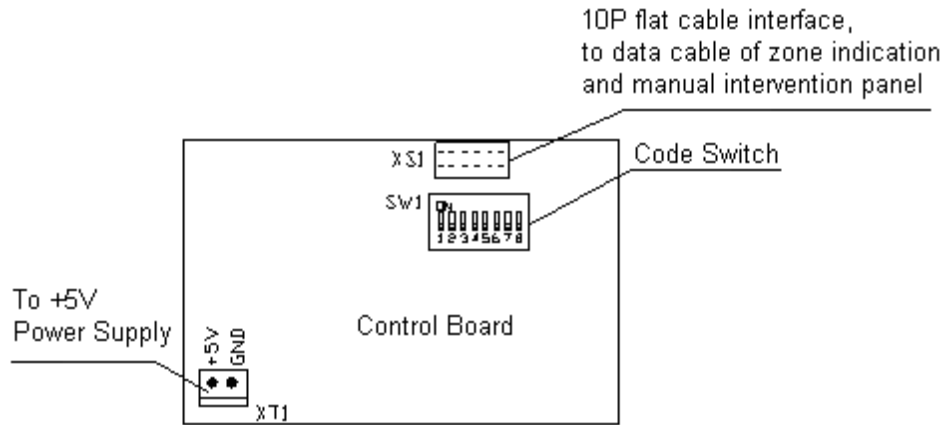 10P flat cable interface,
to data cable of zone indication
and manual intervention panel
XS1
Code Switch
SW1
ON
1 2 3 4 5 6 7 8
To +5V
Power Supply
Control Board
+5V
GND
XT1